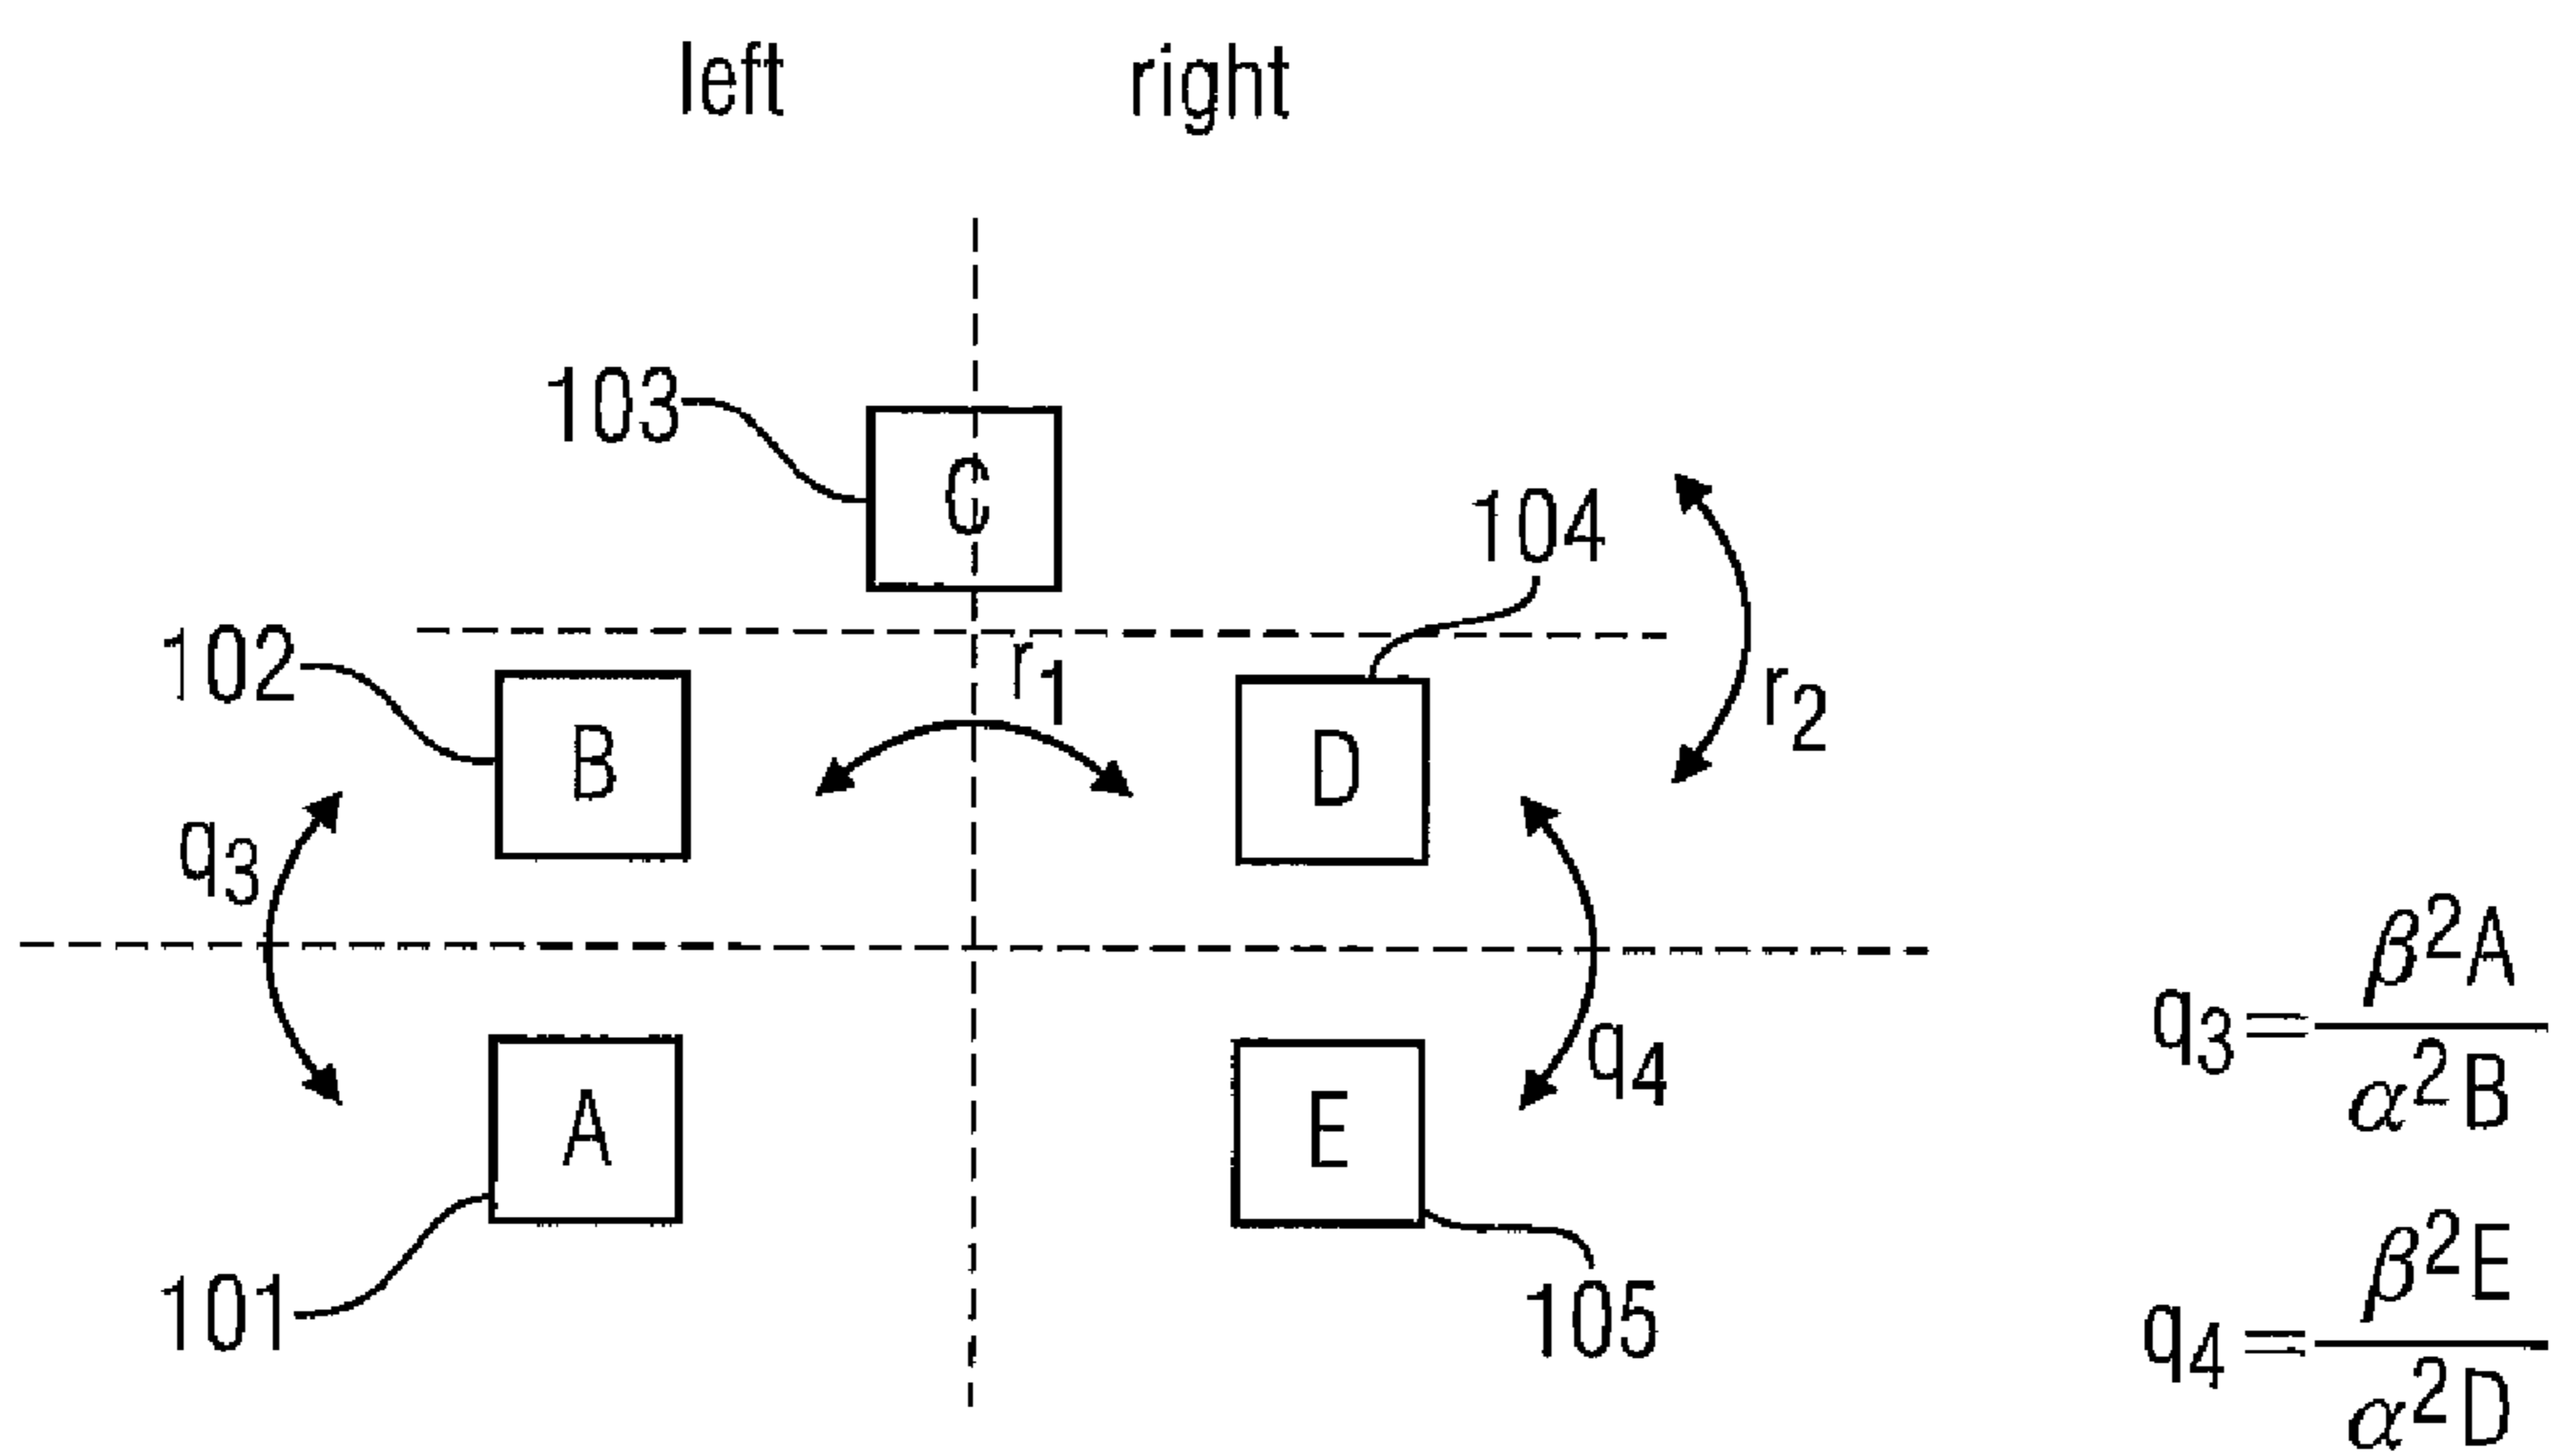 left right
103
C
104
102
r1
r2
B
D
q3
q3=β²A/α²B
A
E
q4
q4=β²E/α²D
101
105